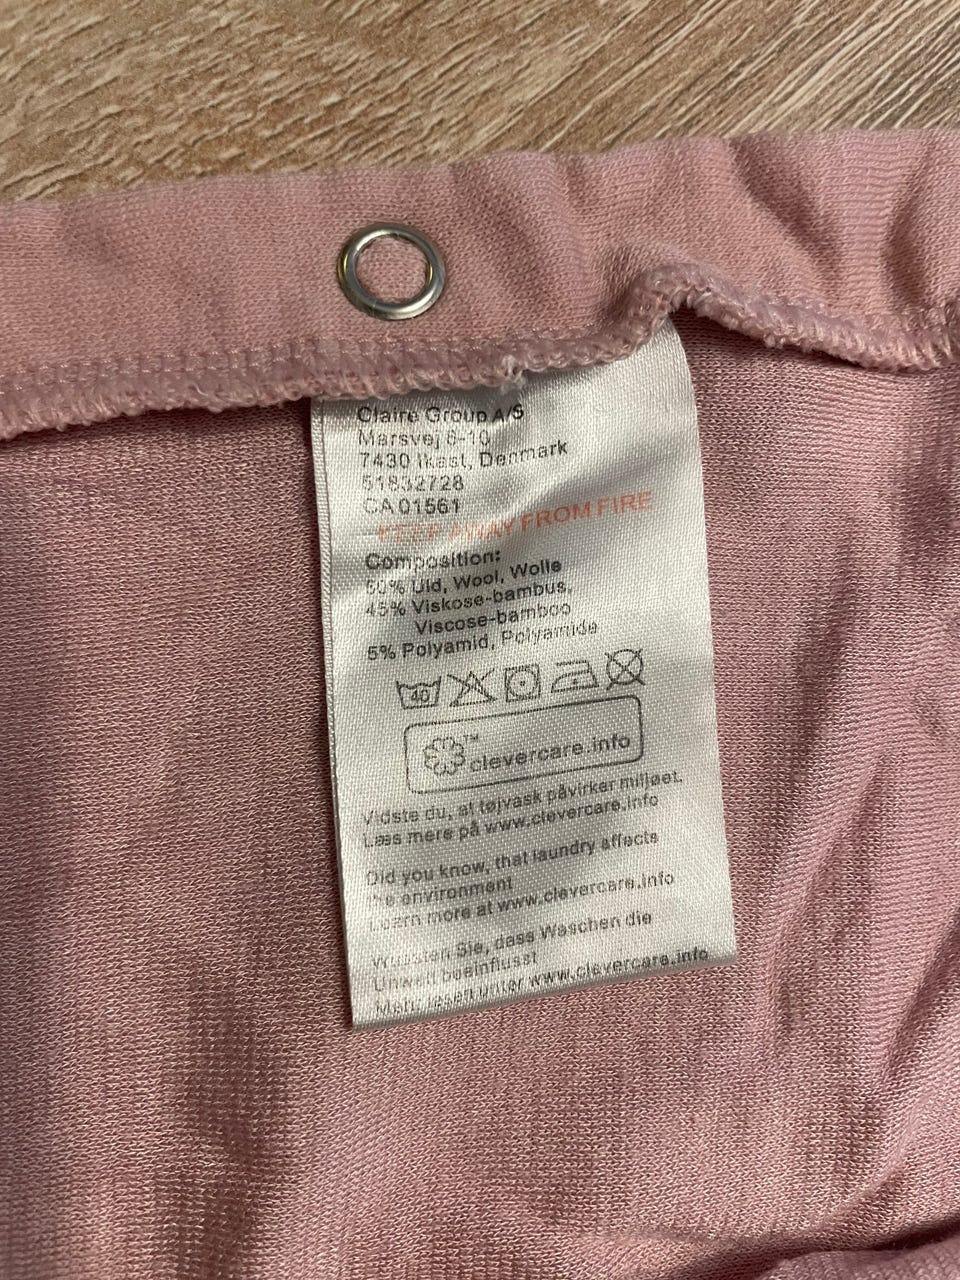 Claire Group A/S
Marsvej 8-10
7430 Ikast, Denmark
51832728
CA 01561
KEEP AWAY FROM FIRE
Composition:
50% Uld, Wool, Wolle
45% Viskose-bambus,
Viscose-bamboo
5% Polyamid, Polyamide
40
™ clevercare.info
Vidste du, at tøjvask påvirker miljøet.
Læs mere på www.clevercare.info
Did you know, that laundry affects
the environment
Learn more at www.clevercare.info
Wussten Sie, dass Waschen die
Umwelt beeinflusst
Mehr lesen unter www.clevercare.info